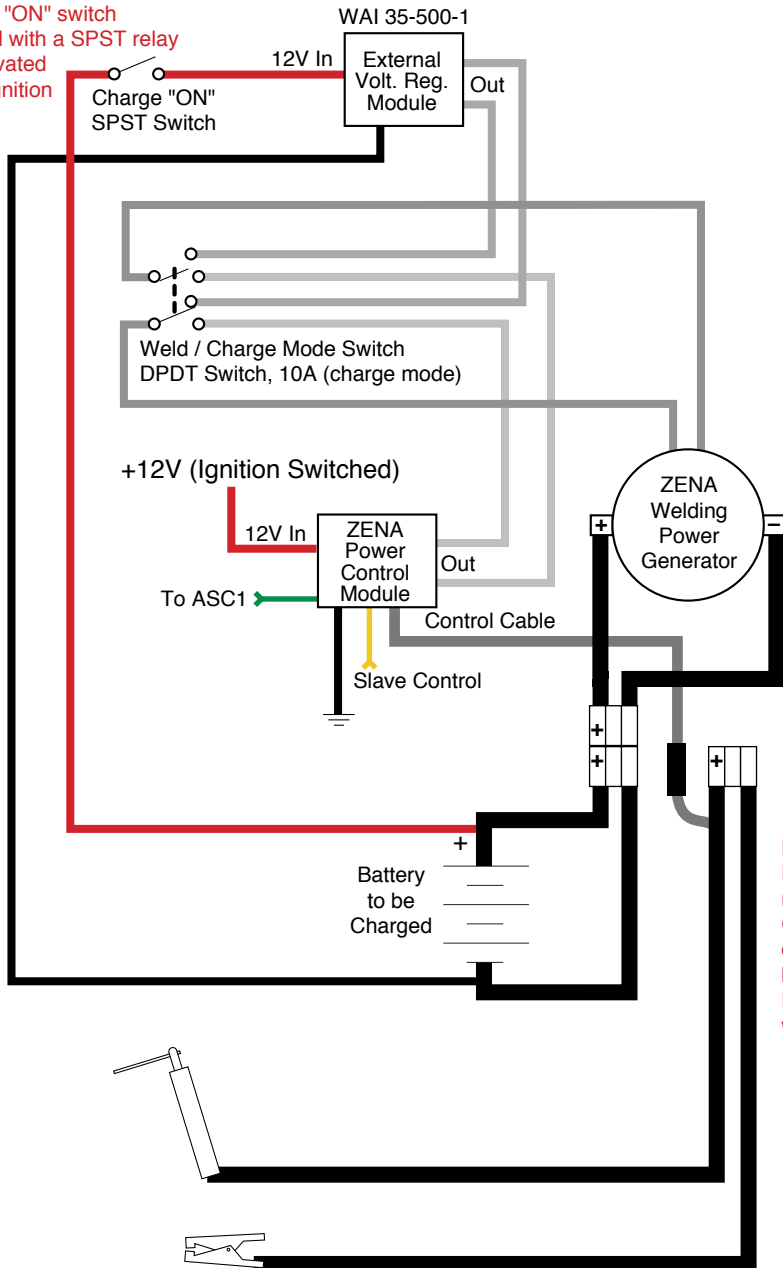 "ON" switch
with a SPST relay
WAI 35-500-1
12V In
External
Volt. Reg.
Module
Out
Charge "ON"
SPST Switch
Weld / Charge Mode Switch
DPDT Switch, 10A (charge mode)
+12V (Ignition Switched)
12V In
ZENA
Power
Control
Module
Out
To ASC1
Control Cable
Slave Control
ZENA
Welding
Power
Generator
+
−
+
+
+
+
Battery
to be
Charged